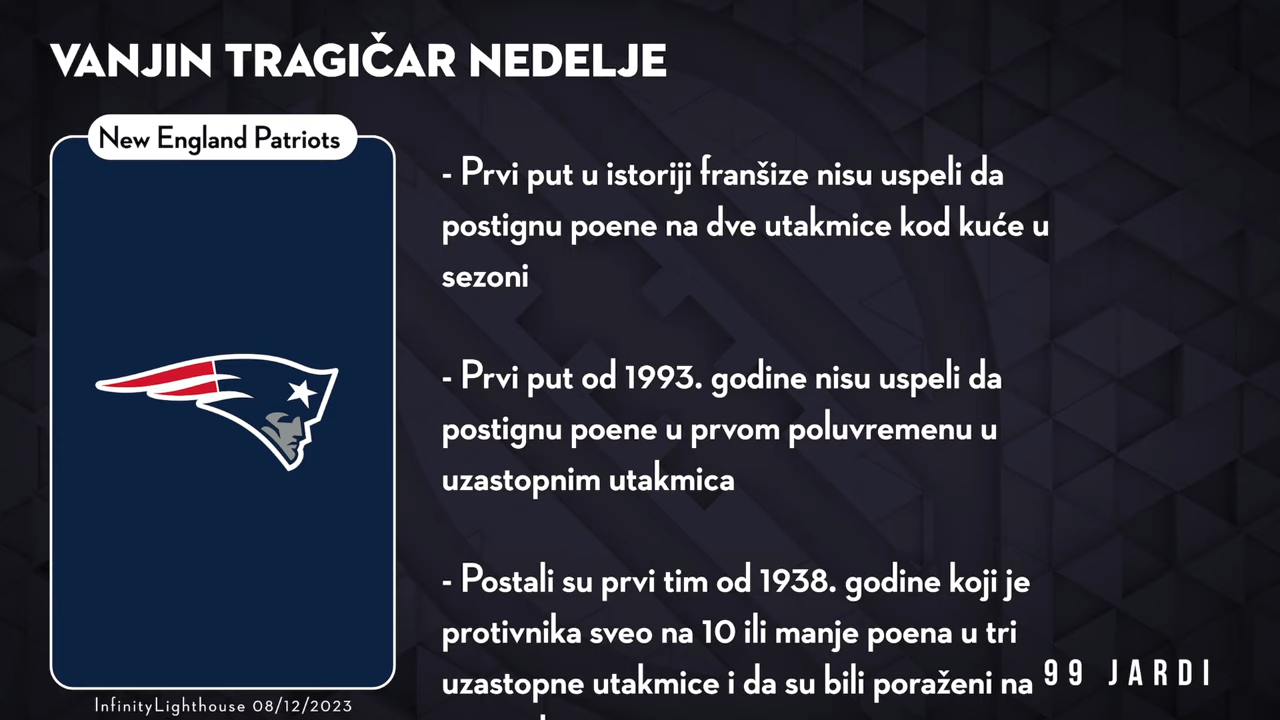 VANJIN TRAGIČAR NEDELJE
New England Patriots
- Prvi put u istoriji franšize nisu uspeli da
postignu poene na dve utakmice kod kuće u
sezoni
- Prvi put od 1993. godine nisu uspeli da
postignu poene u prvom poluvremenu u
uzastopnim utakmica
- Postali su prvi tim od 1938. godine koji je
protivnika sveo na 10 ili manje poena u tri
uzastopne utakmice i da su bili poraženi na
99 JARDI
InfinityLighthouse 08/12/2023